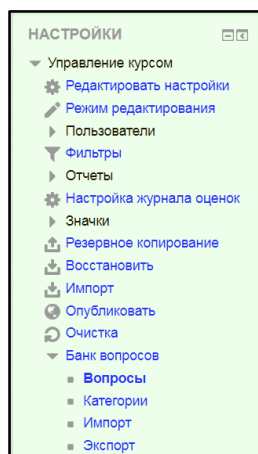 НАСТРОЙКИ
Управление курсом
Редактировать настройки
Режим редактирования
Пользователи
Фильтры
Отчеты
Настройка журнала оценок
Значки
Резервное копирование
Восстановить
Импорт
Опубликовать
Очистка
Банк вопросов
Вопросы
Категории
Импорт
Экспорт